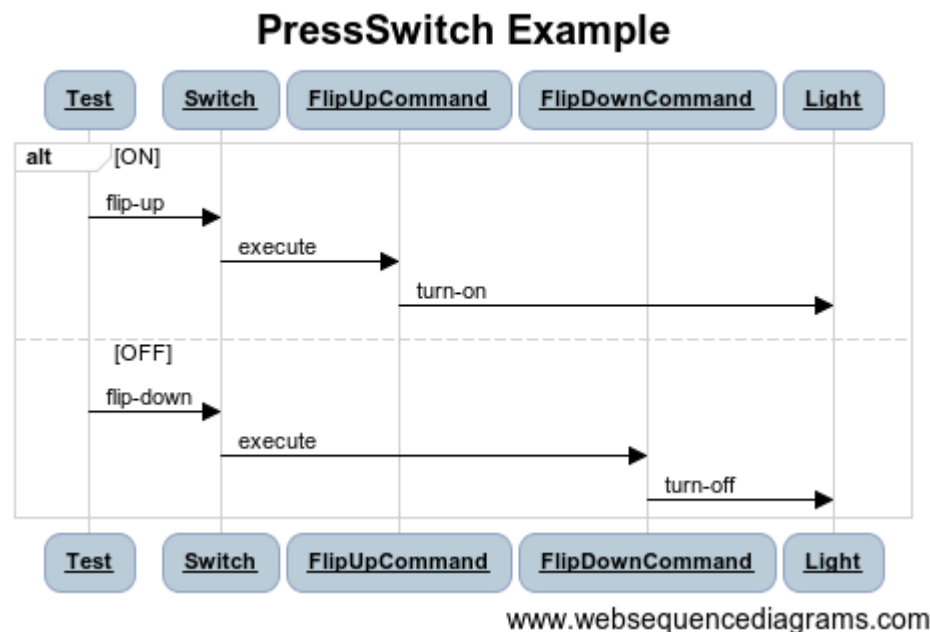 PressSwitch Example
Test Switch FlipUpCommand FlipDownCommand Light
alt [ON]
flip-up
execute
turn-on
[OFF]
flip-down
execute
turn-off
Test Switch FlipUpCommand FlipDownCommand Light
www.websequencediagrams.com